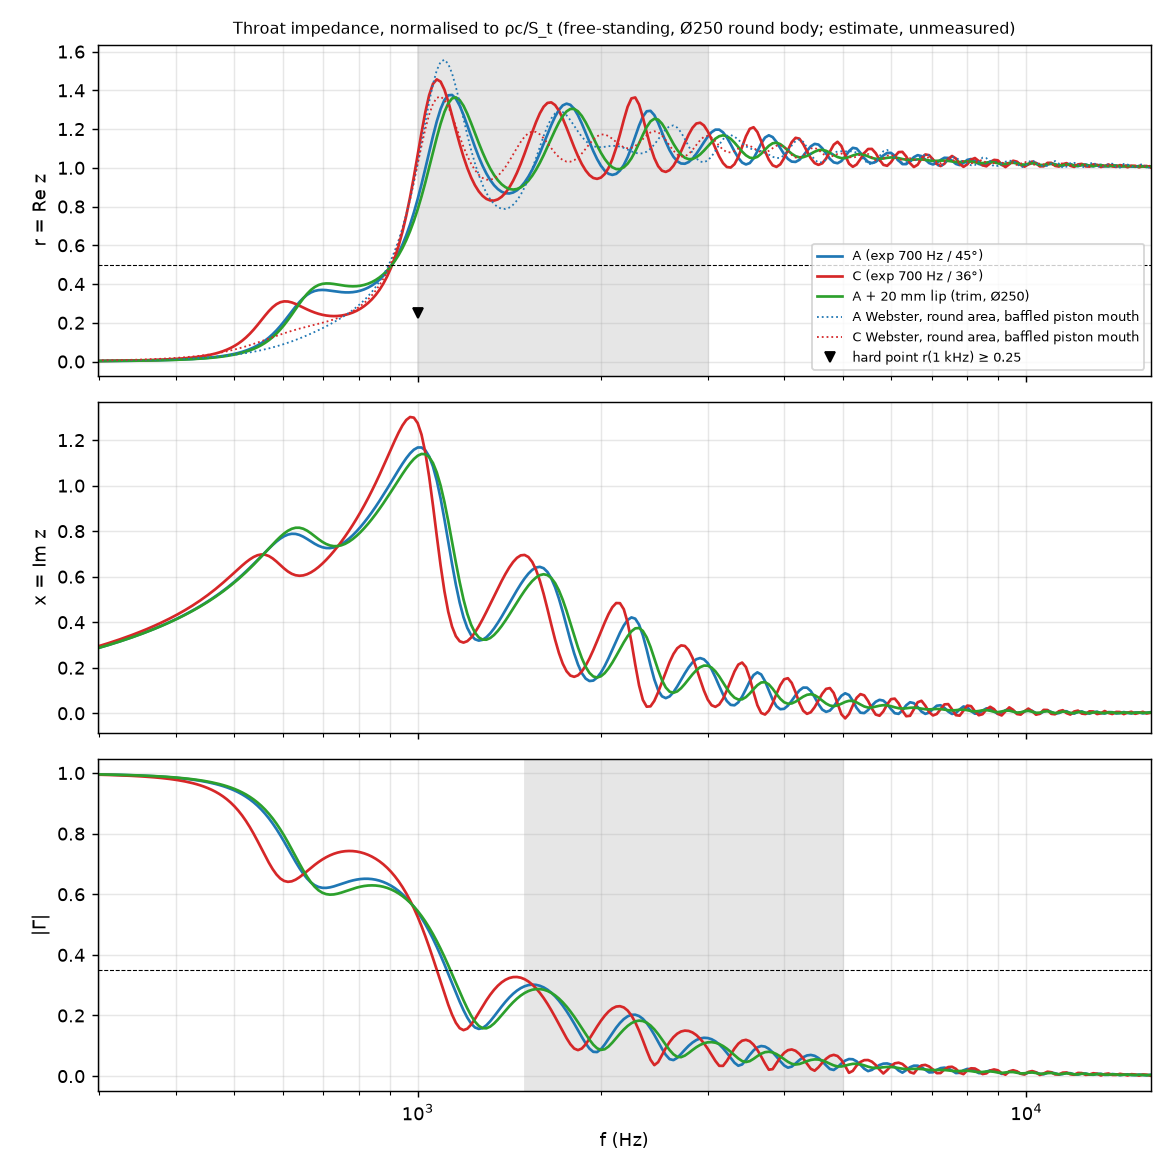 Throat impedance, normalised to ρc/S_t (free-standing, Ø250 round body; estimate, unmeasured)
r = Re z
1.6
1.4
1.2
1.0
0.8
0.6
0.4
0.2
0.0
A (exp 700 Hz / 45°)
C (exp 700 Hz / 36°)
A + 20 mm lip (trim, Ø250)
A Webster, round area, baffled piston mouth
C Webster, round area, baffled piston mouth
hard point r(1 kHz) ≥ 0.25
x = Im z
1.2
1.0
0.8
0.6
0.4
0.2
0.0
|Γ|
1.0
0.8
0.6
0.4
0.2
0.0
10³
10⁴
f (Hz)